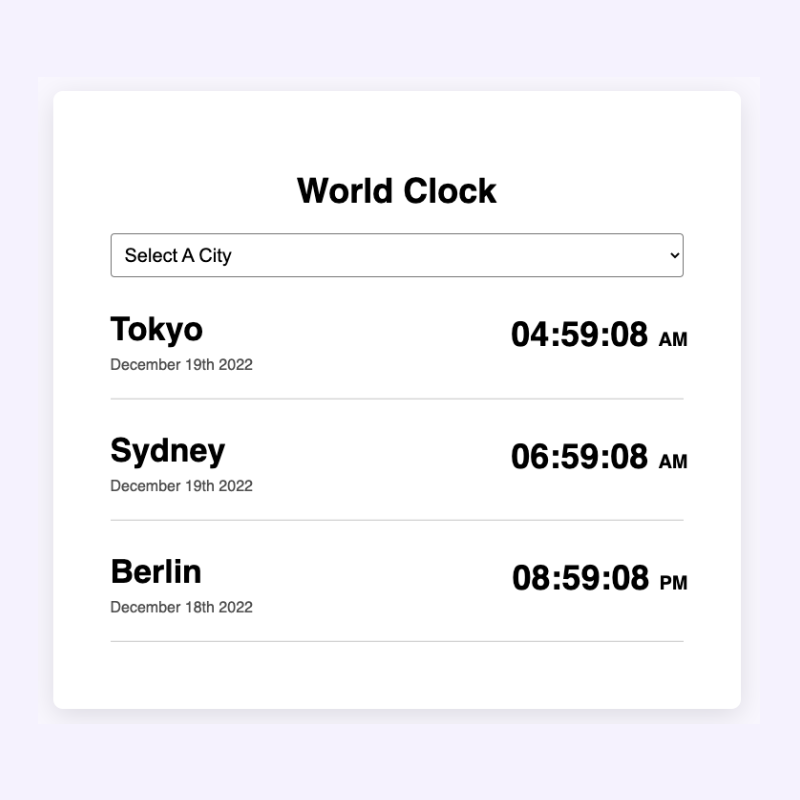 World Clock
Select A City
Tokyo
04:59:08 AM
December 19th 2022
Sydney
06:59:08 AM
December 19th 2022
Berlin
08:59:08 PM
December 18th 2022